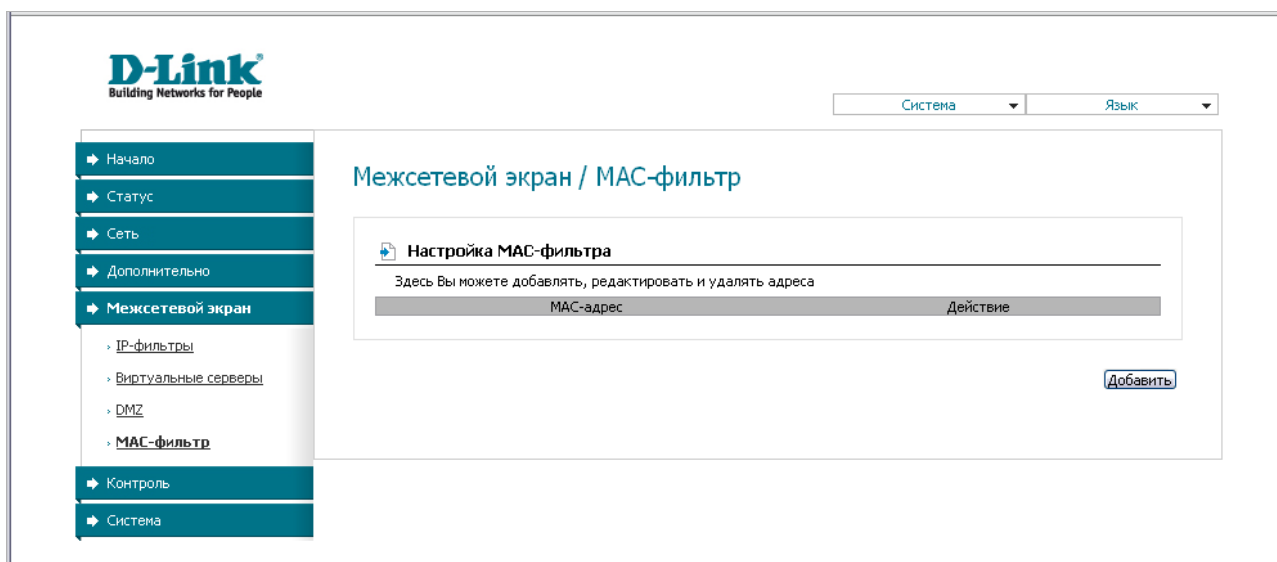 D-Link
Building Networks for People
Система
Язык
Начало
Статус
Сеть
Дополнительно
Межсетевой экран
IP-фильтры
Виртуальные серверы
DMZ
MAC-фильтр
Контроль
Система
Межсетевой экран / MAC-фильтр
Настройка MAC-фильтра
Здесь Вы можете добавлять, редактировать и удалять адреса
MAC-адрес Действие
Добавить